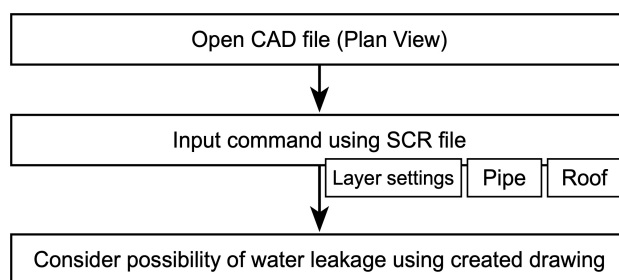 Open CAD file (Plan View)
Input command using SCR file
Layer settings Pipe Roof
Consider possibility of water leakage using created drawing